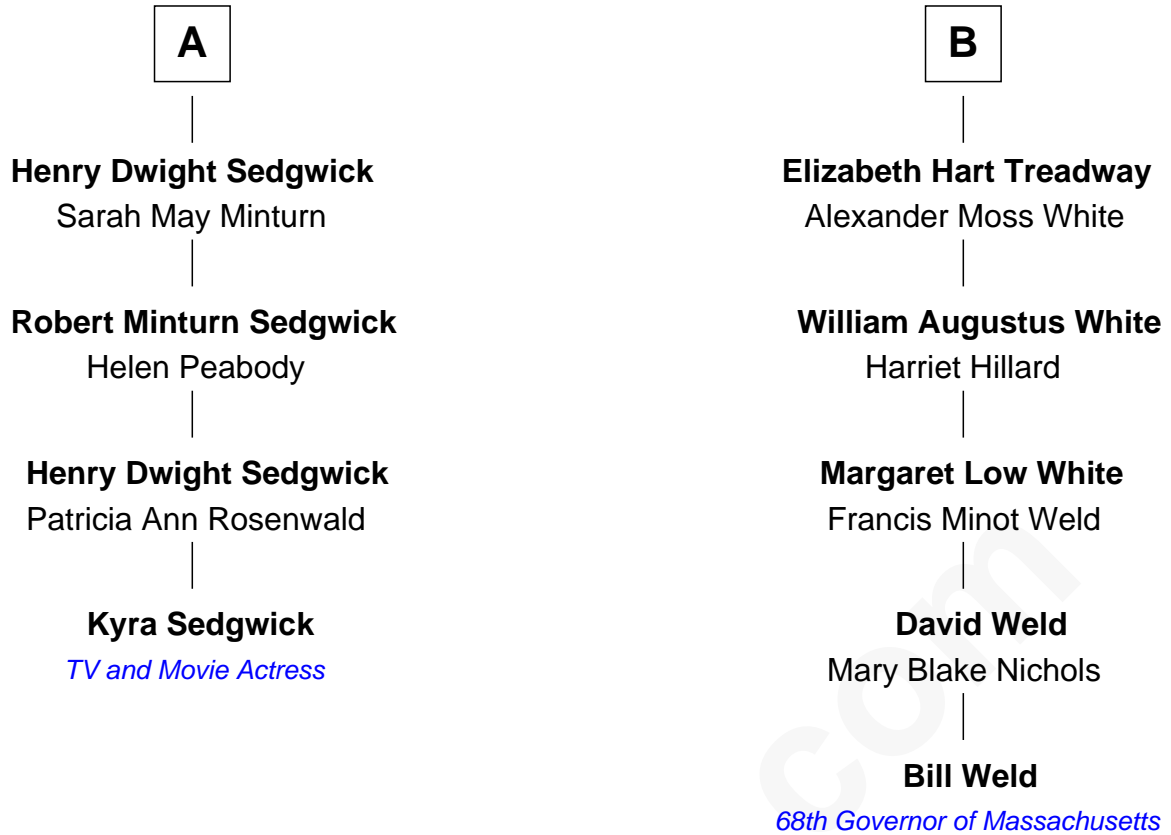 A
Henry Dwight Sedgwick
Sarah May Minturn
Robert Minturn Sedgwick
Helen Peabody
Henry Dwight Sedgwick
Patricia Ann Rosenwald
Kyra Sedgwick
TV and Movie Actress
B
Elizabeth Hart Treadway
Alexander Moss White
William Augustus White
Harriet Hillard
Margaret Low White
Francis Minot Weld
David Weld
Mary Blake Nichols
Bill Weld
68th Governor of Massachusetts
com